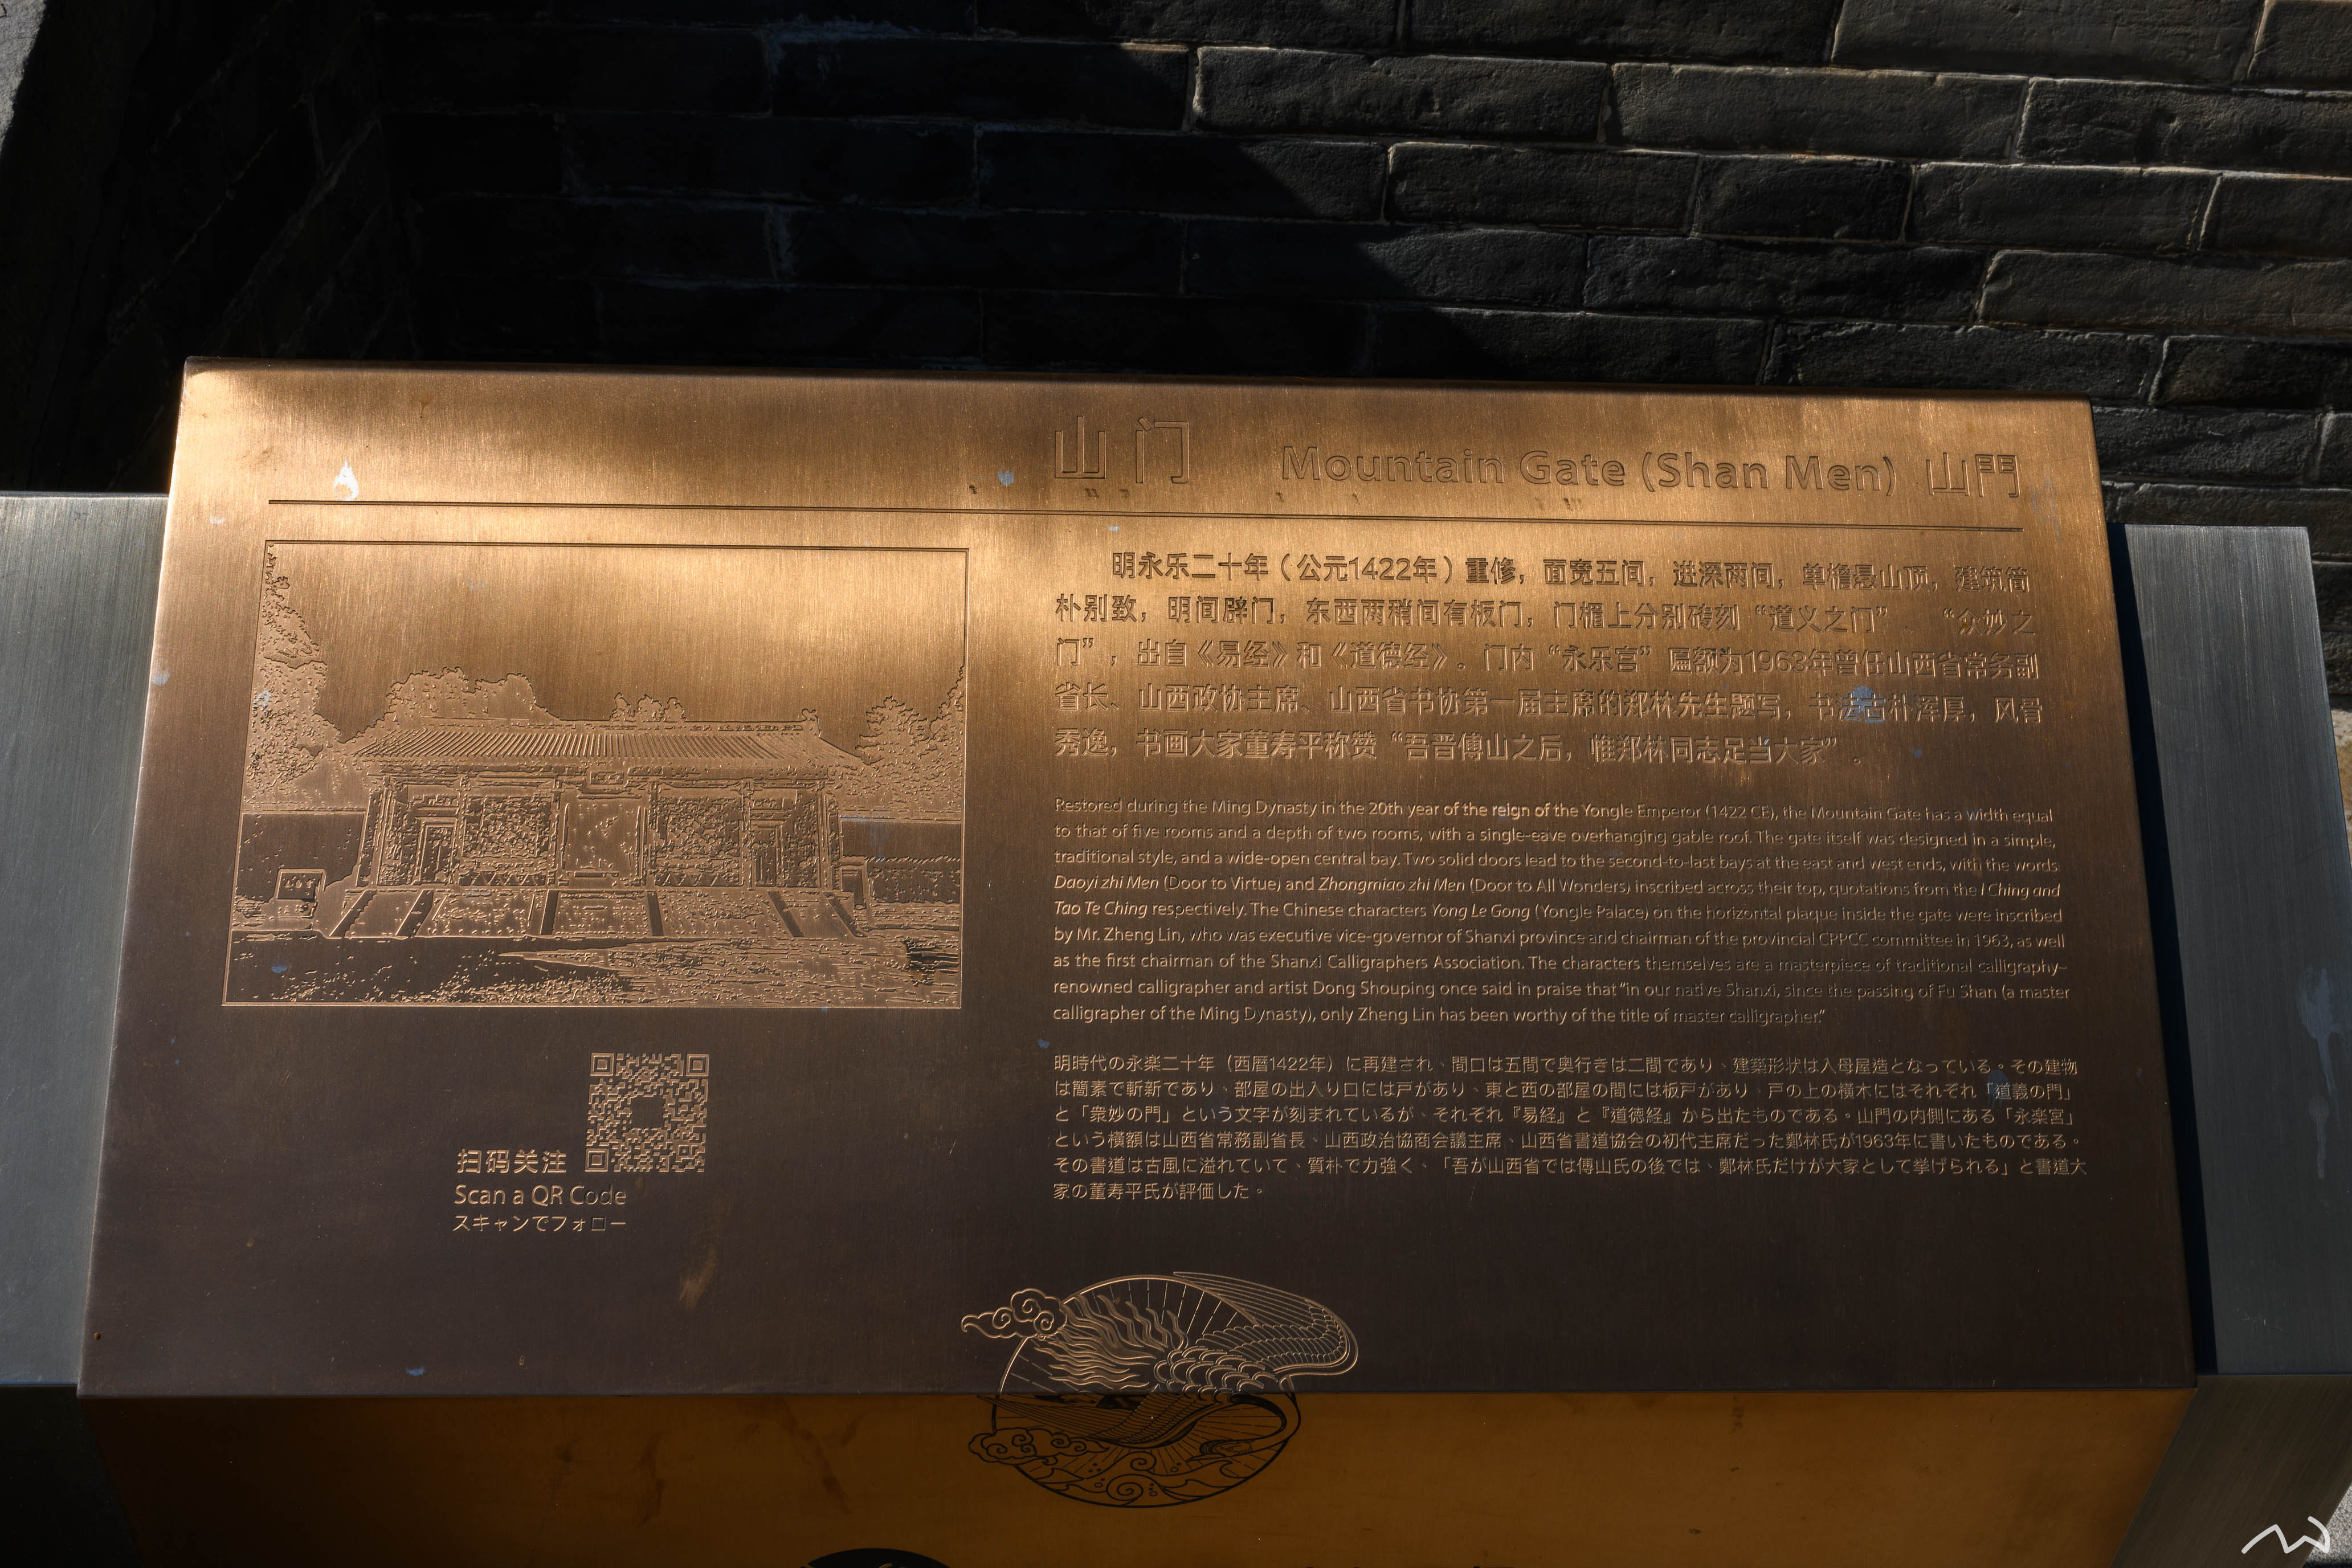 山门 Mountain Gate (Shan Men) 山門
明永乐二十年（公元1422年）重修，面宽五间，进深两间，单檐悬山顶，建筑简
朴别致，明间辟门，东西两稍间有板门，门楣上分别砖刻“道义之门”、“众妙之
门”，出自《易经》和《道德经》。门内“永乐宫”匾额为1963年曾任山西省常务副
省长、山西政协主席、山西省书协第一届主席的郑林先生题写，书法古朴浑厚，风骨
秀逸，书画大家董寿平称赞“吾晋傅山之后，惟郑林同志足当大家”。
Restored during the Ming Dynasty in the 20th year of the reign of the Yongle Emperor (1422 CE), the Mountain Gate has a width equal
to that of five rooms and a depth of two rooms, with a single-eave overhanging gable roof. The gate itself was designed in a simple,
traditional style, and a wide-open central bay. Two solid doors lead to the second-to-last bays at the east and west ends, with the words
Daoyi zhi Men (Door to Virtue) and Zhongmiao zhi Men (Door to All Wonders) inscribed across their top, quotations from the I Ching and
Tao Te Ching respectively. The Chinese characters Yong Le Gong (Yongle Palace) on the horizontal plaque inside the gate were inscribed
by Mr. Zheng Lin, who was executive vice-governor of Shanxi province and chairman of the provincial CPPCC committee in 1963, as well
as the first chairman of the Shanxi Calligraphers Association. The characters themselves are a masterpiece of traditional calligraphy–
renowned calligrapher and artist Dong Shouping once said in praise that “in our native Shanxi, since the passing of Fu Shan (a master
calligrapher of the Ming Dynasty), only Zheng Lin has been worthy of the title of master calligrapher.”
明時代の永楽二十年（西暦1422年）に再建され、間口は五間で奥行きは二間であり、建築形状は入母屋造となっている。その建物
は簡素で斬新であり、部屋の出入り口には戸があり、東と西の部屋の間には板戸があり、戸の上の横木にはそれぞれ「道義の門」
と「衆妙の門」という文字が刻まれているが、それぞれ『易経』と『道徳経』から出たものである。山門の内側にある「永楽宮」
という横額は山西省常務副省長、山西政治協商会議主席、山西省書道協会の初代主席だった鄭林氏が1963年に書いたものである。
その書道は古風に溢れていて、質朴で力強く、「吾が山西省では傅山氏の後では、鄭林氏だけが大家として挙げられる」と書道大
家の董寿平氏が評価した。
扫码关注
Scan a QR Code
スキャンでフォロー